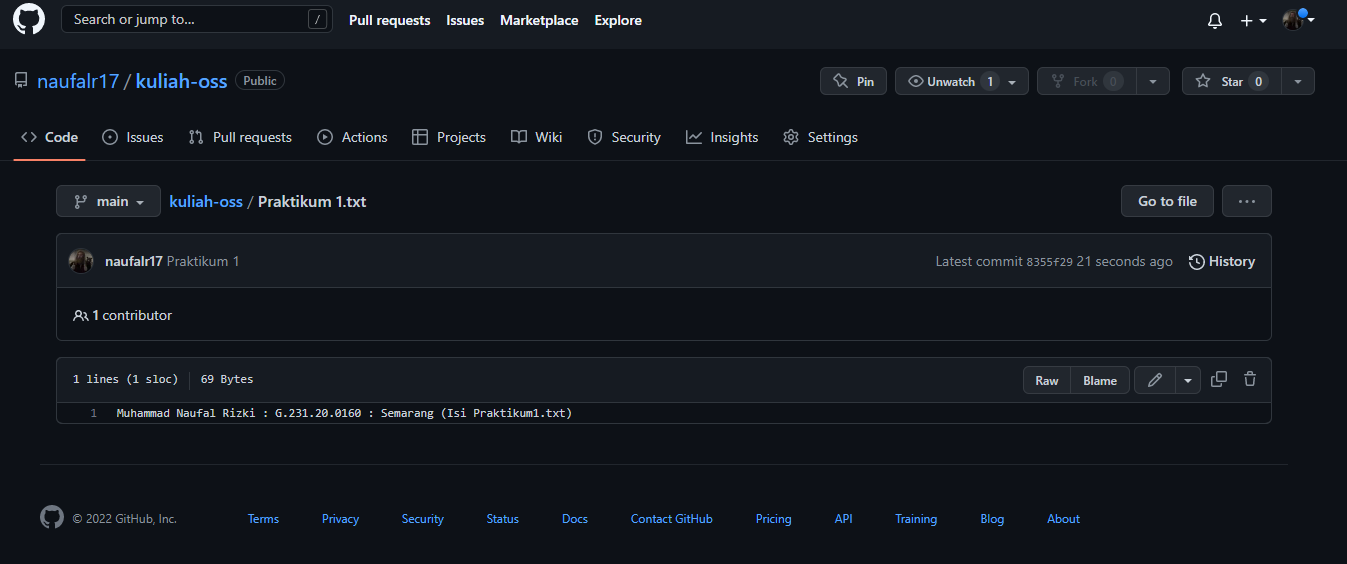 Search or jump to... / Pull requests Issues Marketplace Explore
naufalr17 / kuliah-oss Public Pin Unwatch 1 Fork 0 Star 0
Code Issues Pull requests Actions Projects Wiki Security Insights Settings
main kuliah-oss / Praktikum 1.txt Go to file ...
naufalr17 Praktikum 1 Latest commit 8355f29 21 seconds ago History
1 contributor
1 lines (1 sloc) 69 Bytes Raw Blame
1 Muhammad Naufal Rizki : G.231.20.0160 : Semarang (Isi Praktikum1.txt)
© 2022 GitHub, Inc. Terms Privacy Security Status Docs Contact GitHub Pricing API Training Blog About